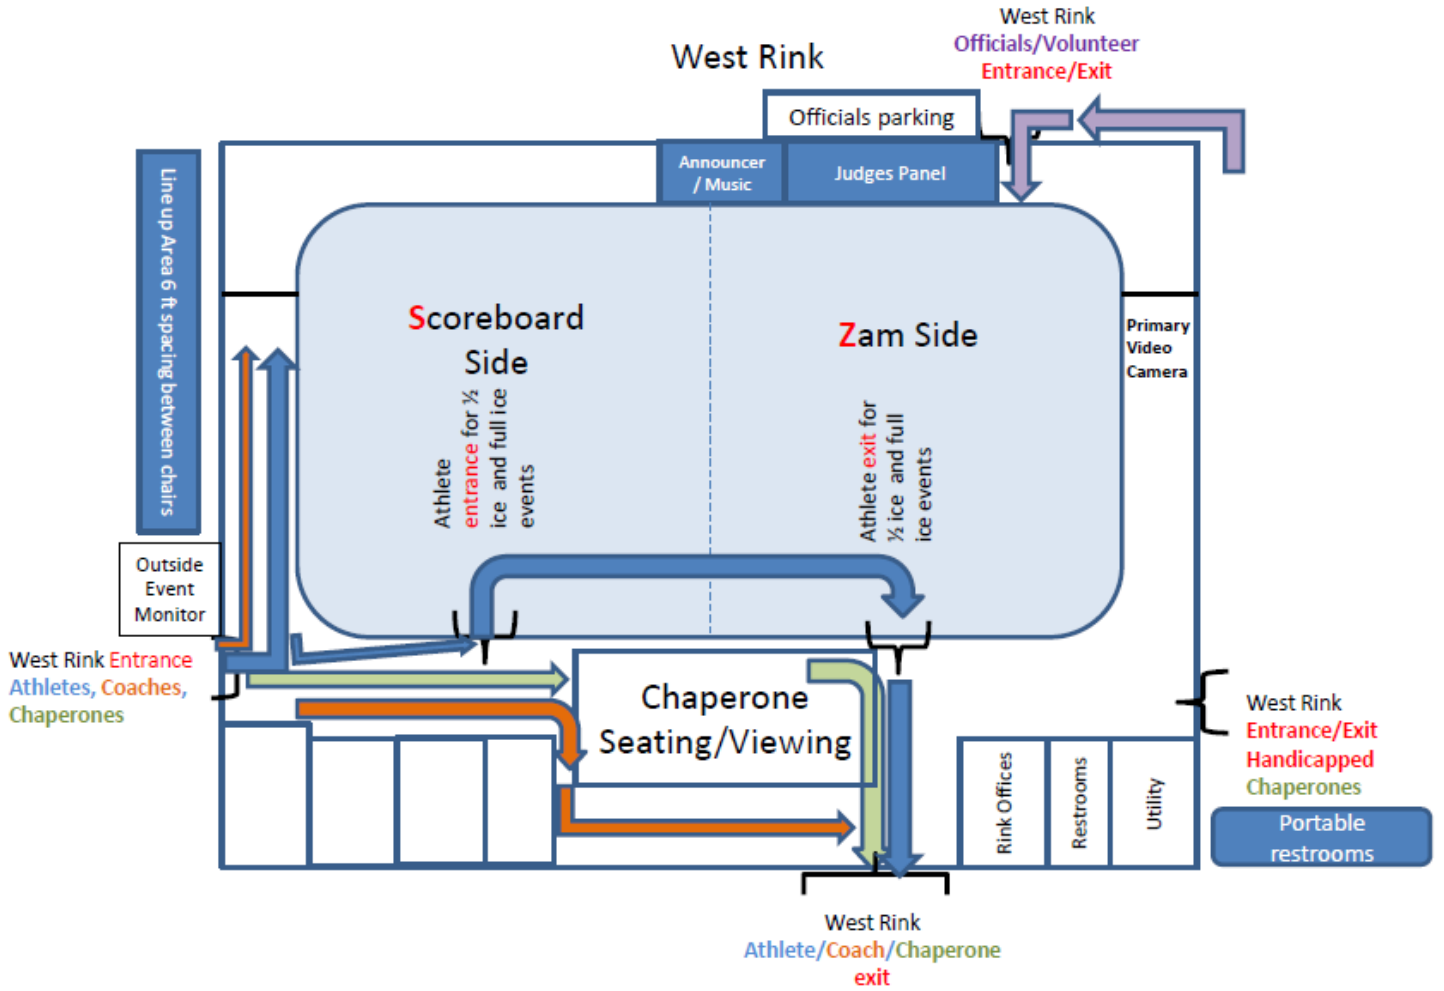 West Rink
West Rink
Officials/Volunteer
Entrance/Exit
Officials parking
Announcer
/ Music
Judges Panel
Line up Area 6 ft spacing between chairs
Scoreboard
Side
Zam Side
Primary
Video
Camera
Athlete
entrance for ½
ice and full ice
events
Athlete exit for
½ ice and full
ice events
Outside
Event
Monitor
West Rink Entrance
Athletes, Coaches,
Chaperones
Chaperone
Seating/Viewing
West Rink
Entrance/Exit
Handicapped
Chaperones
Rink Offices
Restrooms
Utility
Portable
restrooms
West Rink
Athlete/Coach/Chaperone
exit